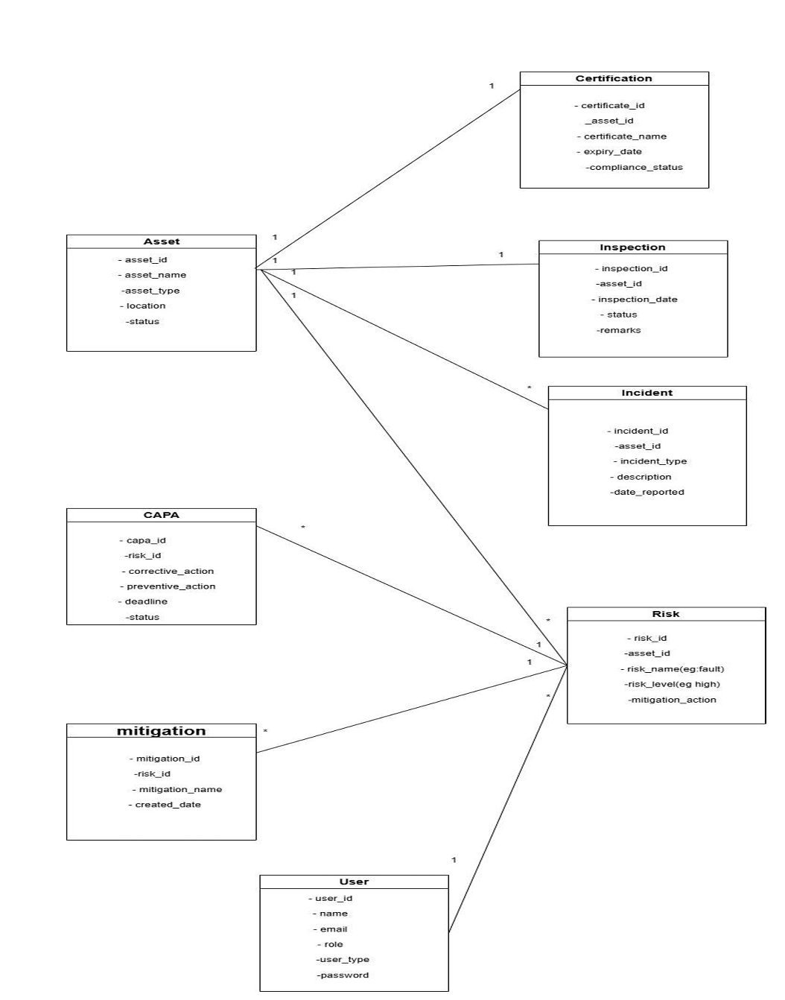 Certification
- certificate_id
_asset_id
- certificate_name
- expiry_date
-compliance_status
1
1
Asset
- asset_id
- asset_name
-asset_type
- location
-status
1
1
1
1
Inspection
- inspection_id
-asset_id
- inspection_date
- status
-remarks
*
Incident
- incident_id
-asset_id
- incident_type
- description
-date_reported
CAPA
- capa_id
-risk_id
- corrective_action
- preventive_action
- deadline
-status
*
*
1
1
*
Risk
- risk_id
-asset_id
- risk_name(eg:fault)
-risk_level(eg high)
-mitigation_action
mitigation
- mitigation_id
-risk_id
- mitigation_name
- created_date
*
1
User
- user_id
- name
- email
- role
-user_type
-password